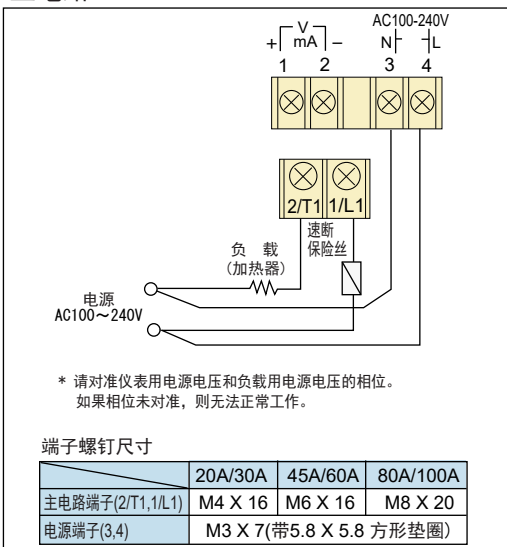 V AC100-240V
+ mA − N L
1 2 3 4
2/T1 1/L1
速断
保险丝
负 载
(加热器)
电源
AC100～240V
* 请对准仪表用电源电压和负载用电源电压的相位。
如果相位未对准，则无法正常工作。
端子螺钉尺寸
20A/30A 45A/60A 80A/100A
主电路端子(2/T1,1/L1) M4 X 16 M6 X 16 M8 X 20
电源端子(3,4) M3 X 7(带5.8 X 5.8 方形垫圈)